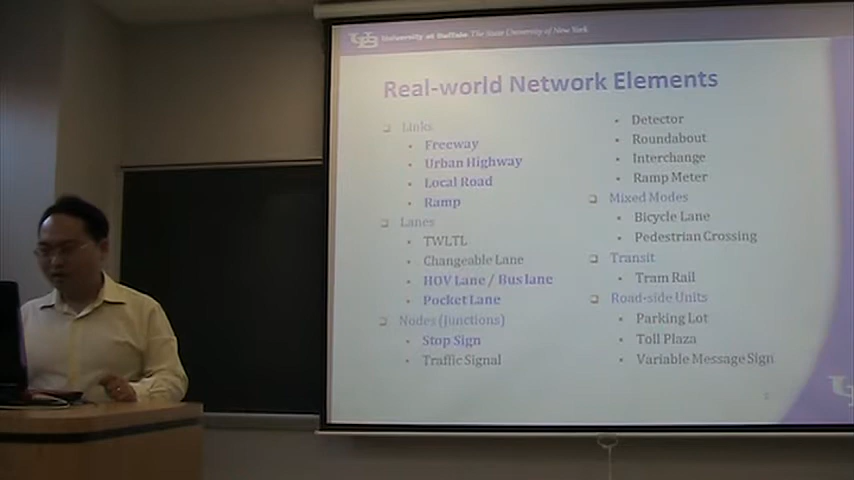 UB University at Buffalo The State University of New York
Real-world Network Elements
Links
Freeway
Urban Highway
Local Road
Ramp
Lanes
TWLTL
Changeable Lane
HOV Lane / Bus lane
Pocket Lane
Nodes (Junctions)
Stop Sign
Traffic Signal
Detector
Roundabout
Interchange
Ramp Meter
Mixed Modes
Bicycle Lane
Pedestrian Crossing
Transit
Tram Rail
Road-side Units
Parking Lot
Toll Plaza
Variable Message Sign